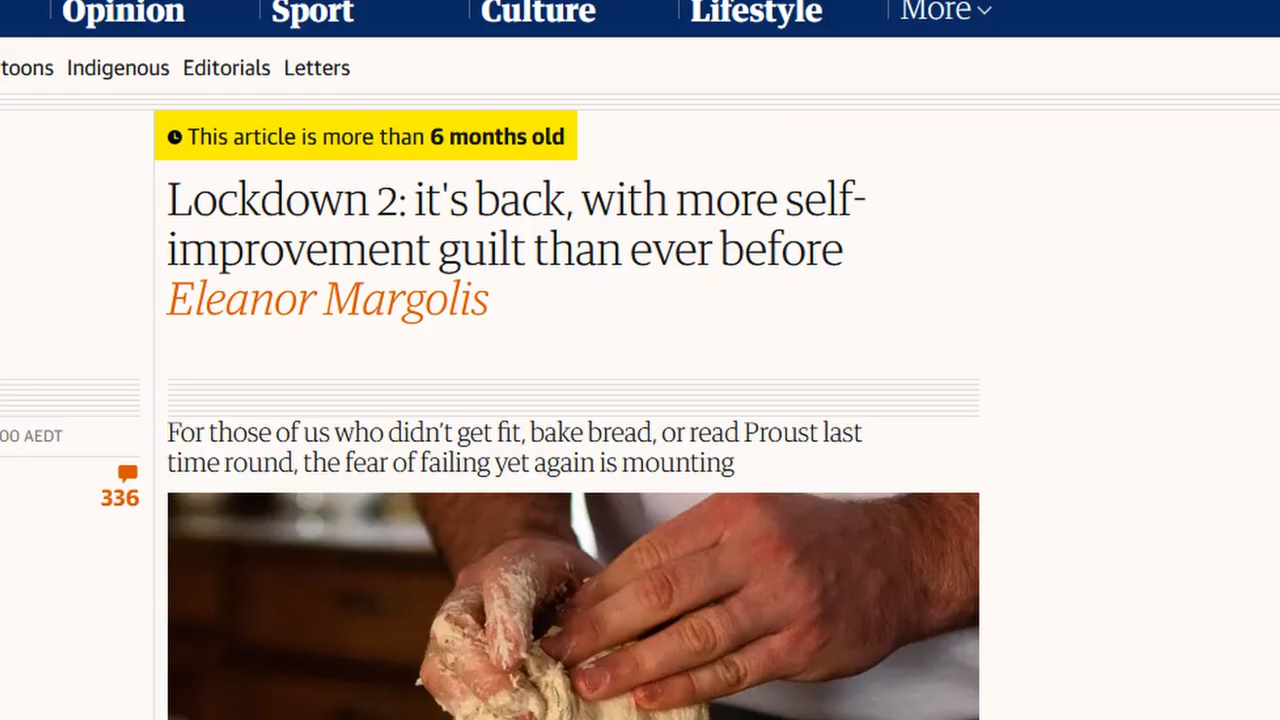 Opinion Sport Culture Lifestyle More
toons Indigenous Editorials Letters
This article is more than 6 months old
Lockdown 2: it's back, with more self-
improvement guilt than ever before
Eleanor Margolis
For those of us who didn't get fit, bake bread, or read Proust last
time round, the fear of failing yet again is mounting
00 AEDT
336